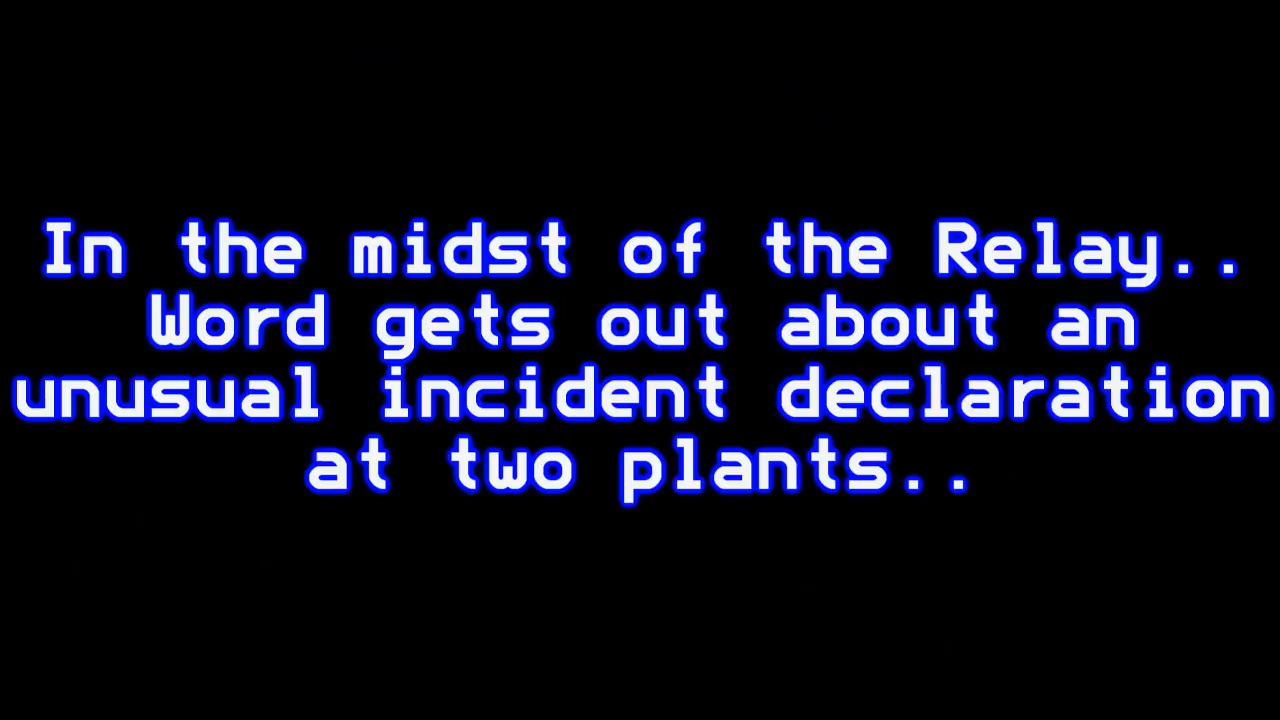 In the midst of the Relay..
Word gets out about an
unusual incident declaration
at two plants..